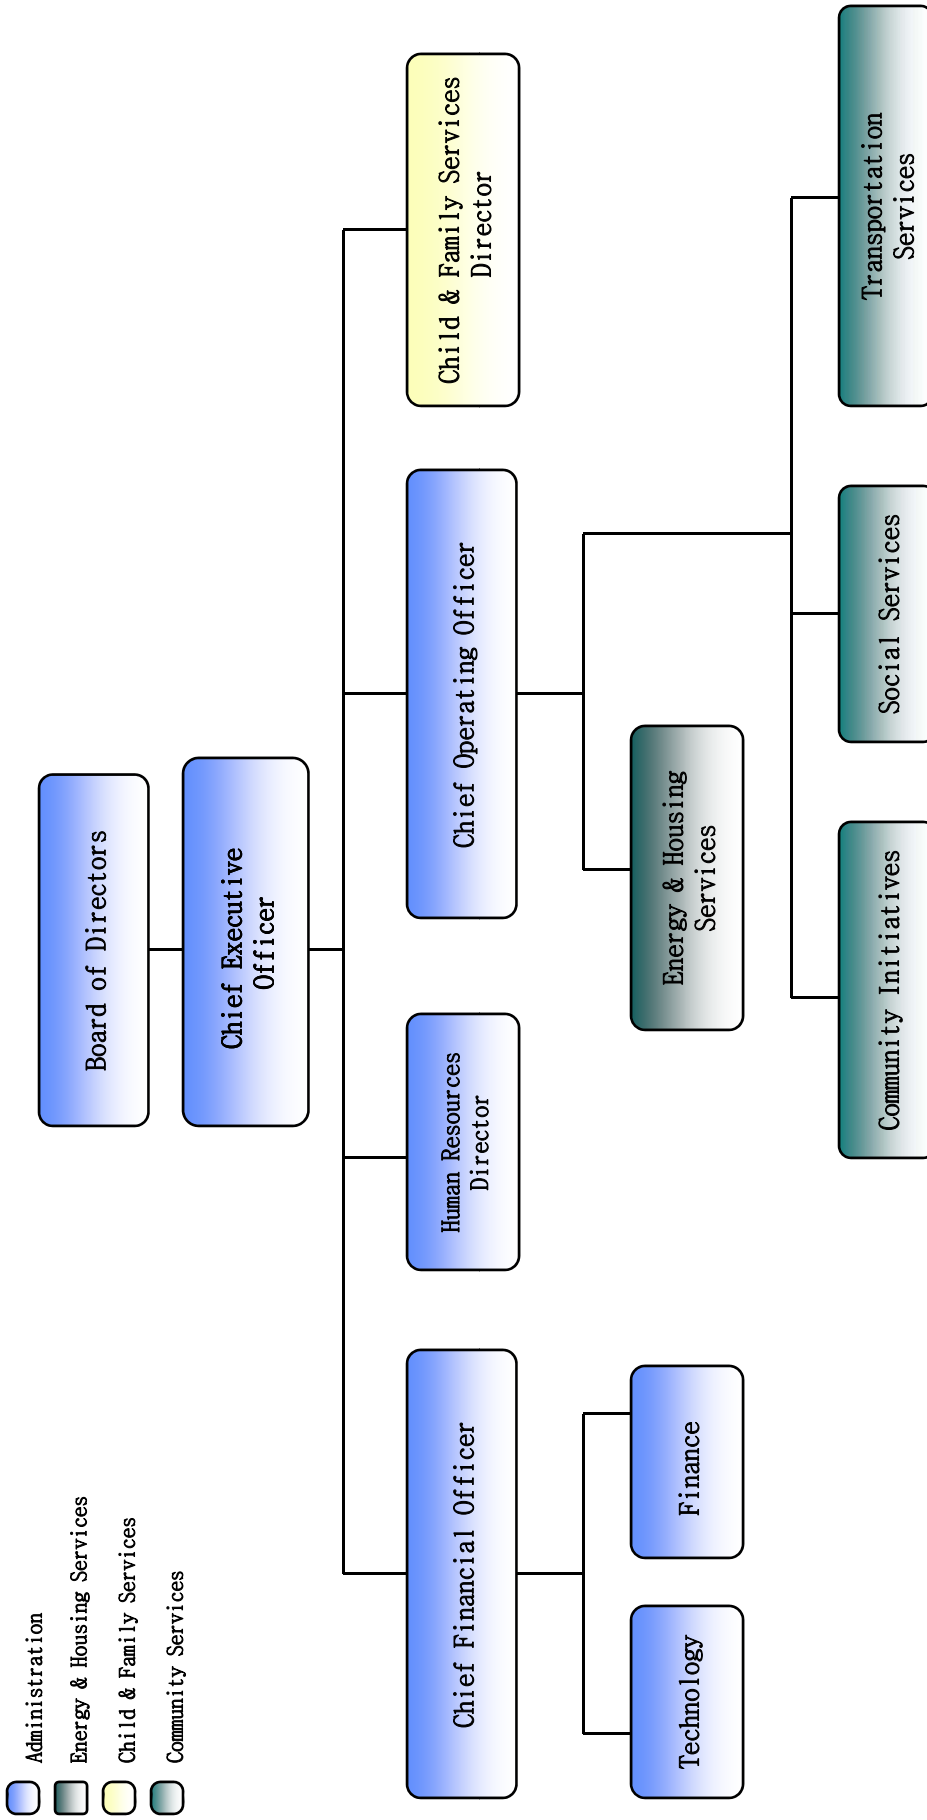 Administration
Energy & Housing Services
Child & Family Services
Community Services
Board of Directors
Chief Executive
Officer
Chief Financial Officer
Human Resources
Director
Chief Operating Officer
Child & Family Services
Director
Technology
Finance
Energy & Housing
Services
Community Initiatives
Social Services
Transportation
Services